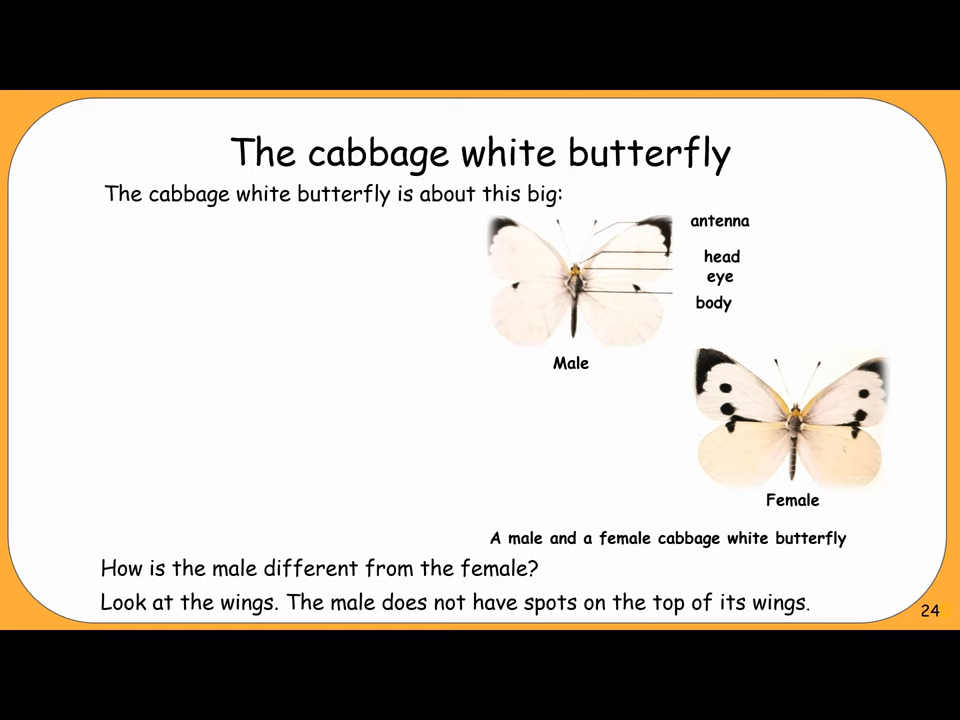 The cabbage white butterfly
The cabbage white butterfly is about this big:
antenna
head
eye
body
Male
Female
A male and a female cabbage white butterfly
How is the male different from the female?
Look at the wings. The male does not have spots on the top of its wings.
24